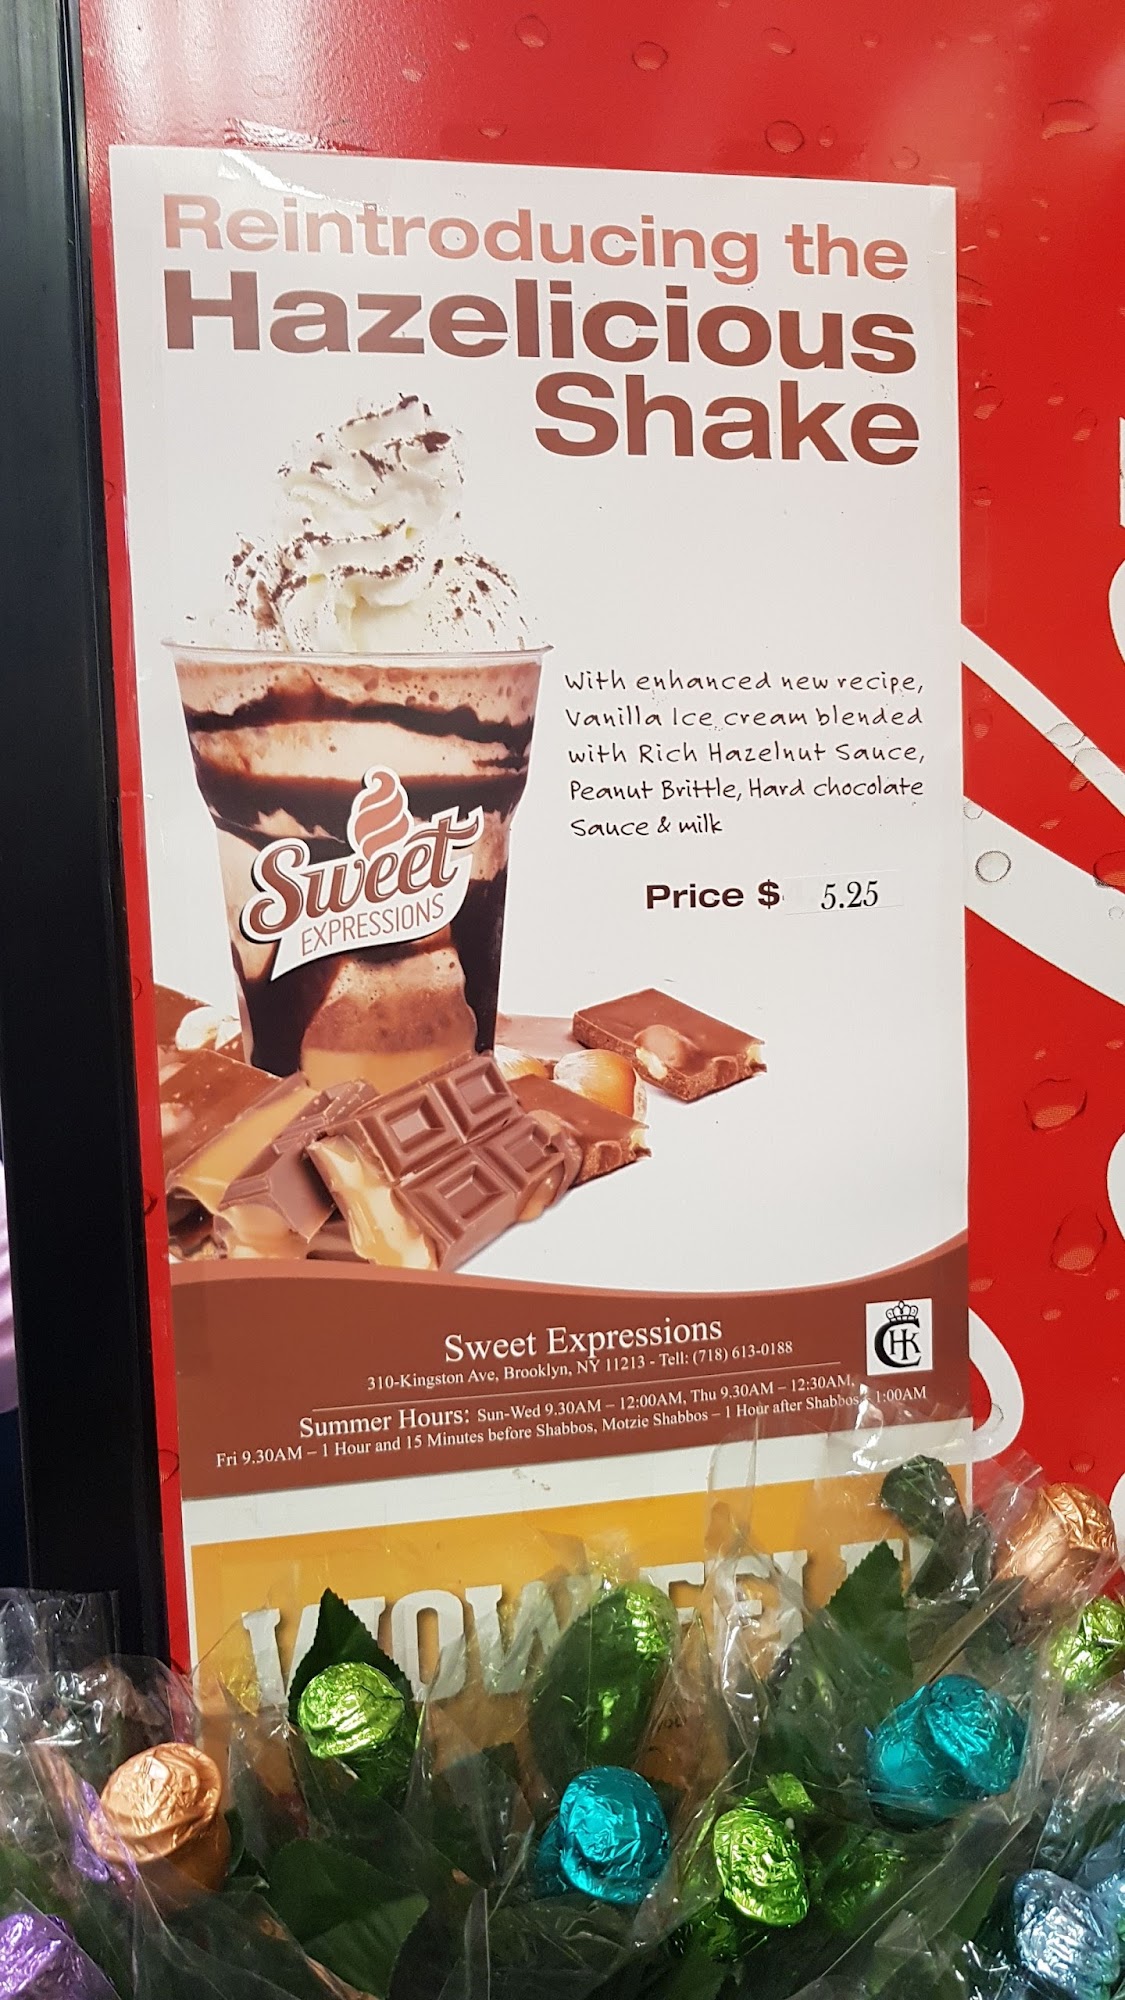 Reintroducing the
Hazelicious
Shake
With enhanced new recipe,
Vanilla Ice cream blended
with Rich Hazelnut Sauce,
Peanut Brittle, Hard chocolate
Sauce & milk
Price $ 5.25
Sweet
EXPRESSIONS
Sweet Expressions
310-Kingston Ave, Brooklyn, NY 11213 - Tell: (718) 613-0188
CHK
Summer Hours: Sun-Wed 9.30AM – 12:00AM, Thu 9.30AM – 12:30AM,
Fri 9.30AM – 1 Hour and 15 Minutes before Shabbos, Motzie Shabbos – 1 Hour after Shabbos - 1:00AM